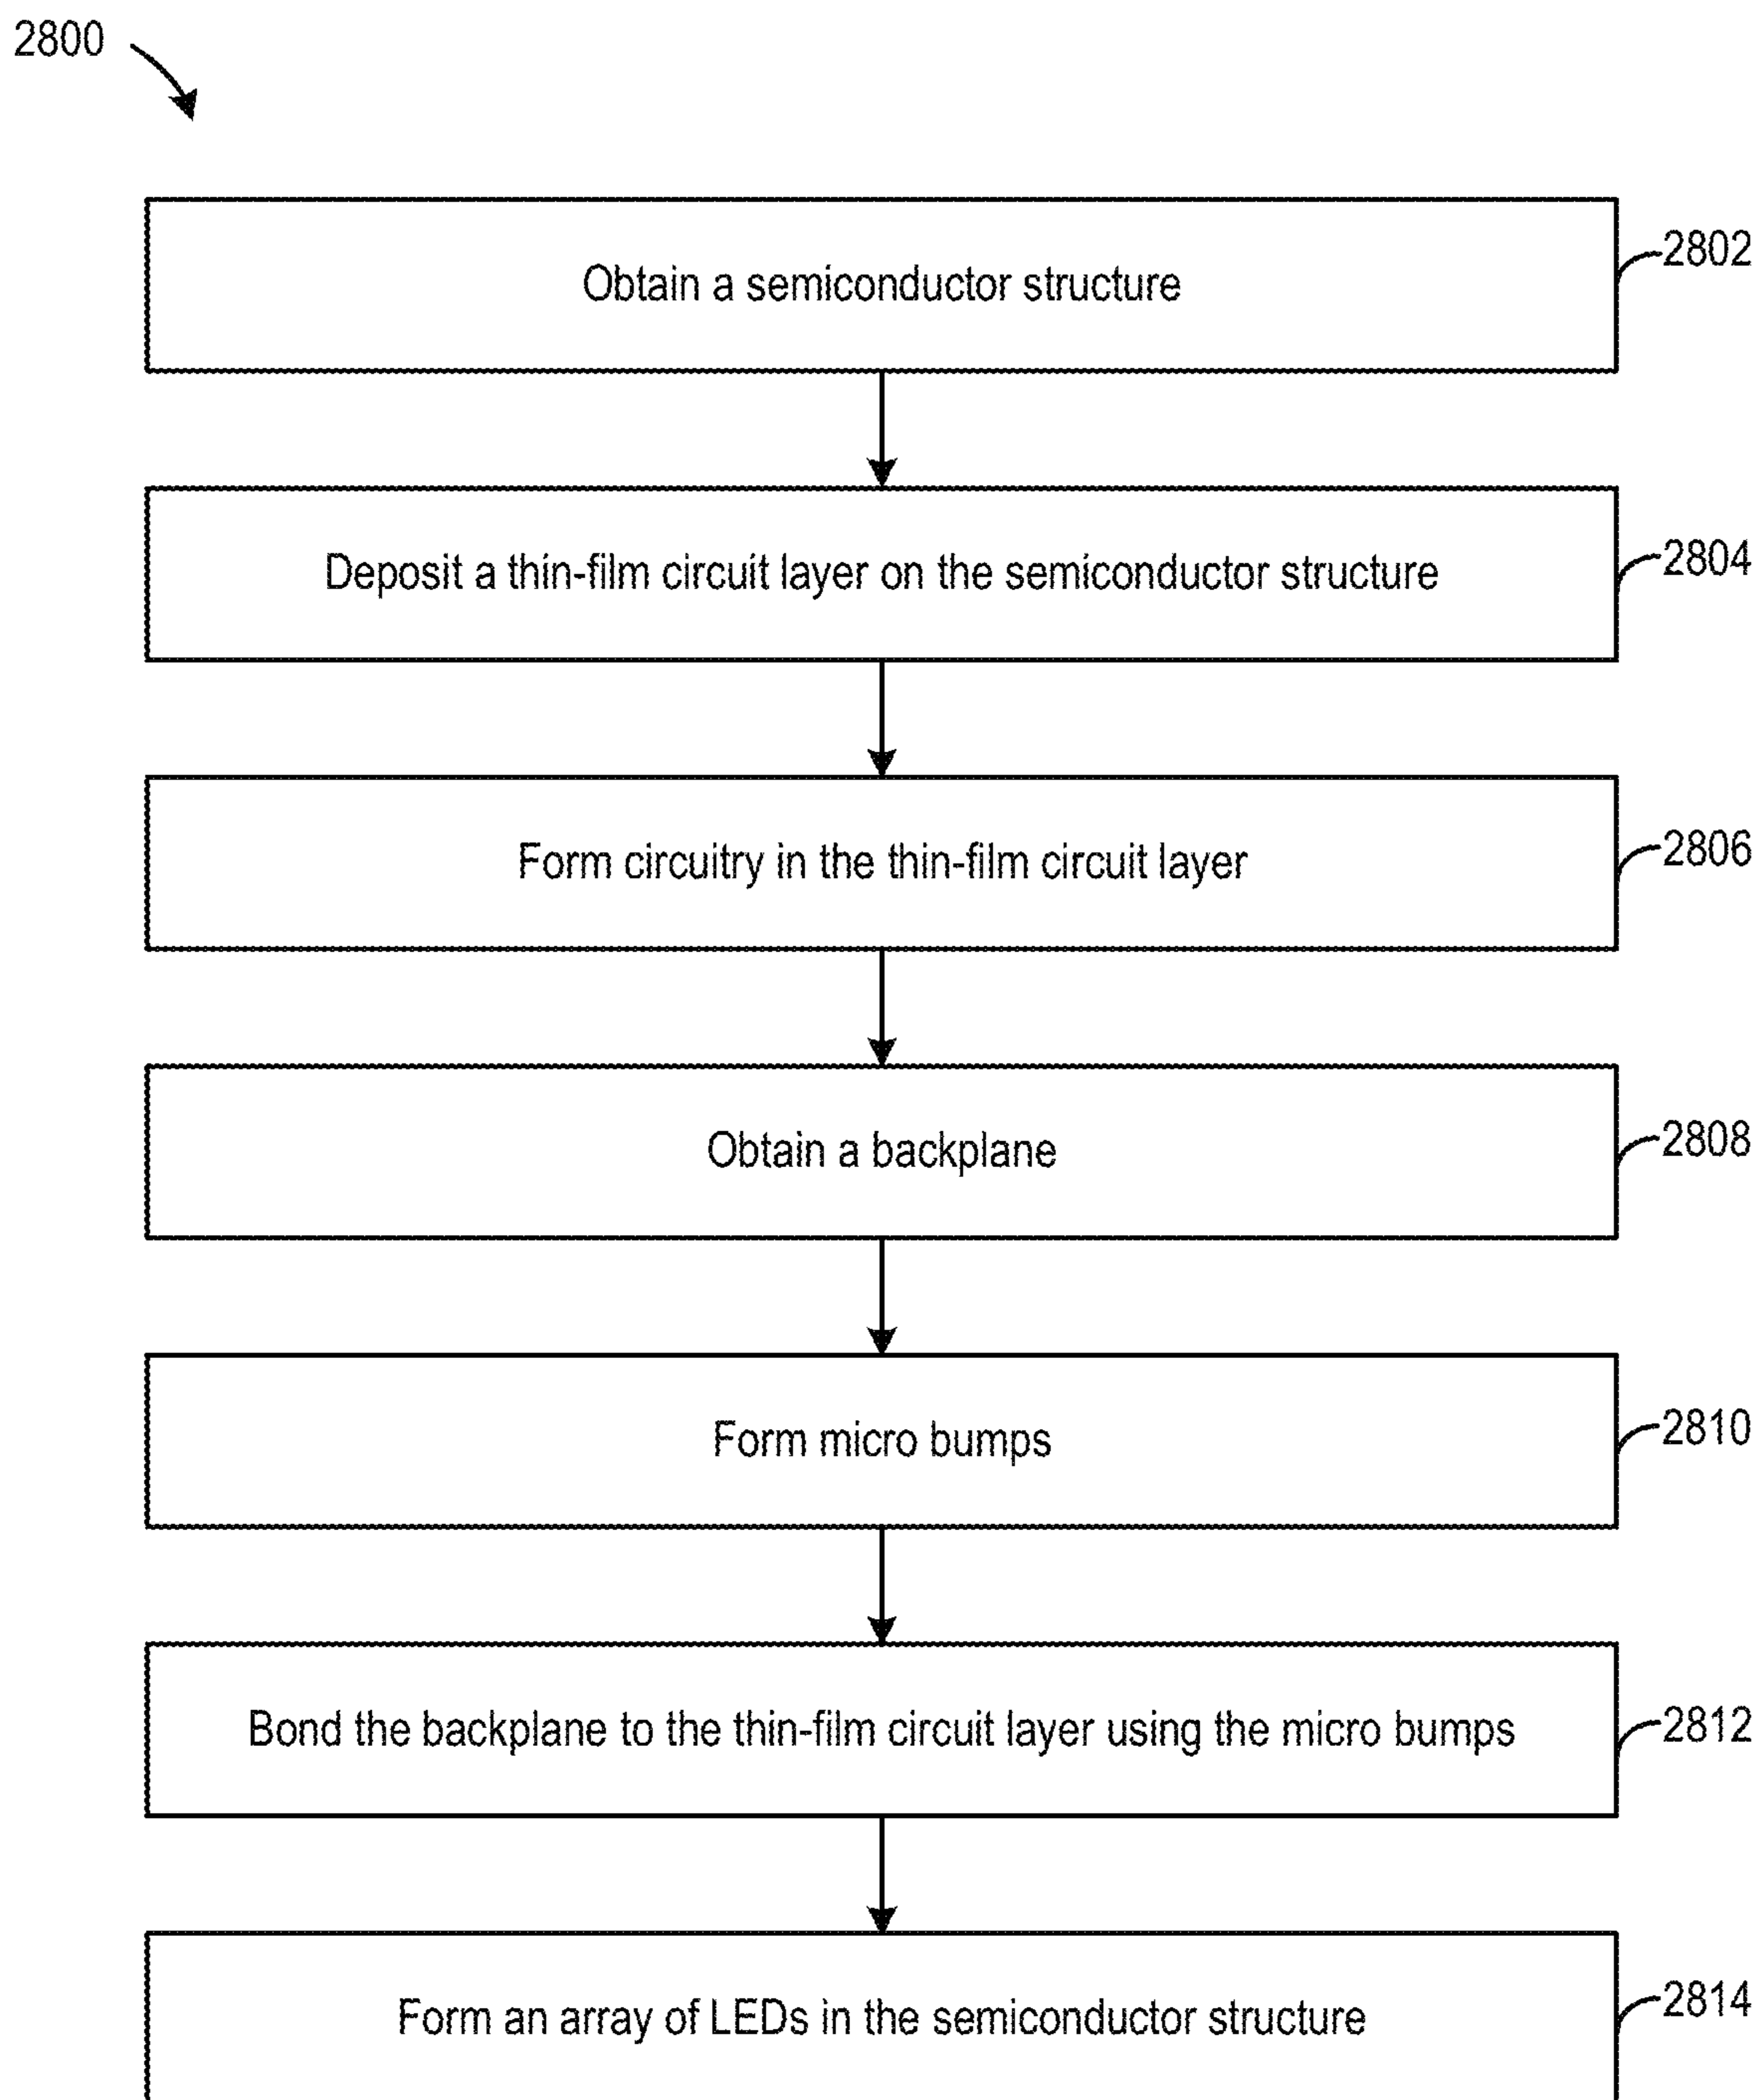 2800
Obtain a semiconductor structure
2802
Deposit a thin-film circuit layer on the semiconductor structure
2804
Form circuitry in the thin-film circuit layer
2806
Obtain a backplane
2808
Form micro bumps
2810
Bond the backplane to the thin-film circuit layer using the micro bumps
2812
Form an array of LEDs in the semiconductor structure
2814